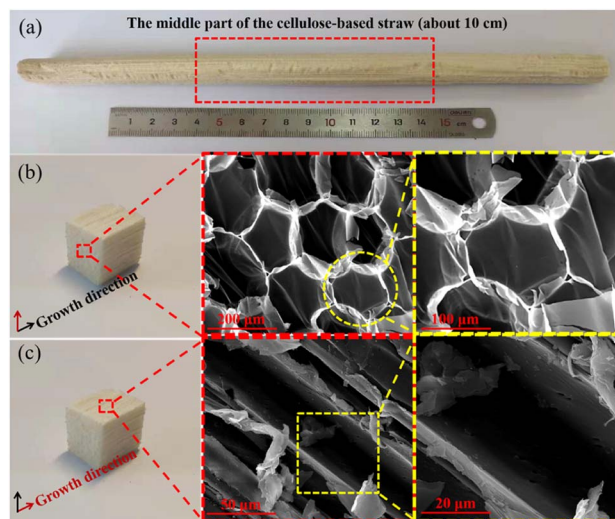 (a)
The middle part of the cellulose-based straw (about 10 cm)
1 2 3 4 5 6 7 8 9 10 11 12 13 14 15
(b)
Growth direction
200 μm
100 μm
(c)
Growth direction
50 μm
20 μm